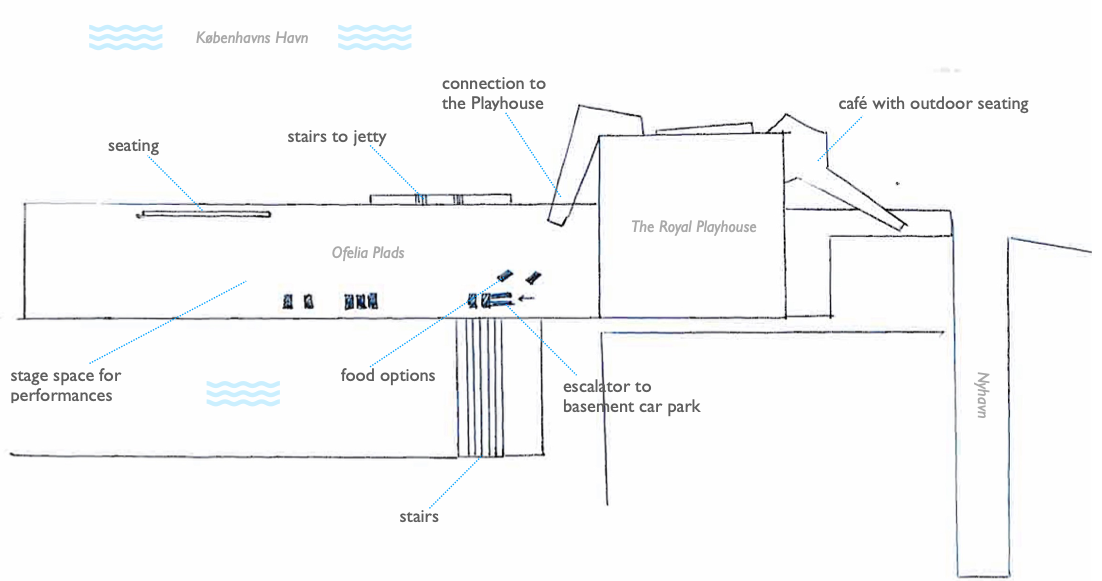 Københavns Havn
connection to
the Playhouse
café with outdoor seating
stairs to jetty
seating
The Royal Playhouse
Ofelia Plads
stage space for
performances
food options
escalator to
basement car park
Nyhavn
stairs